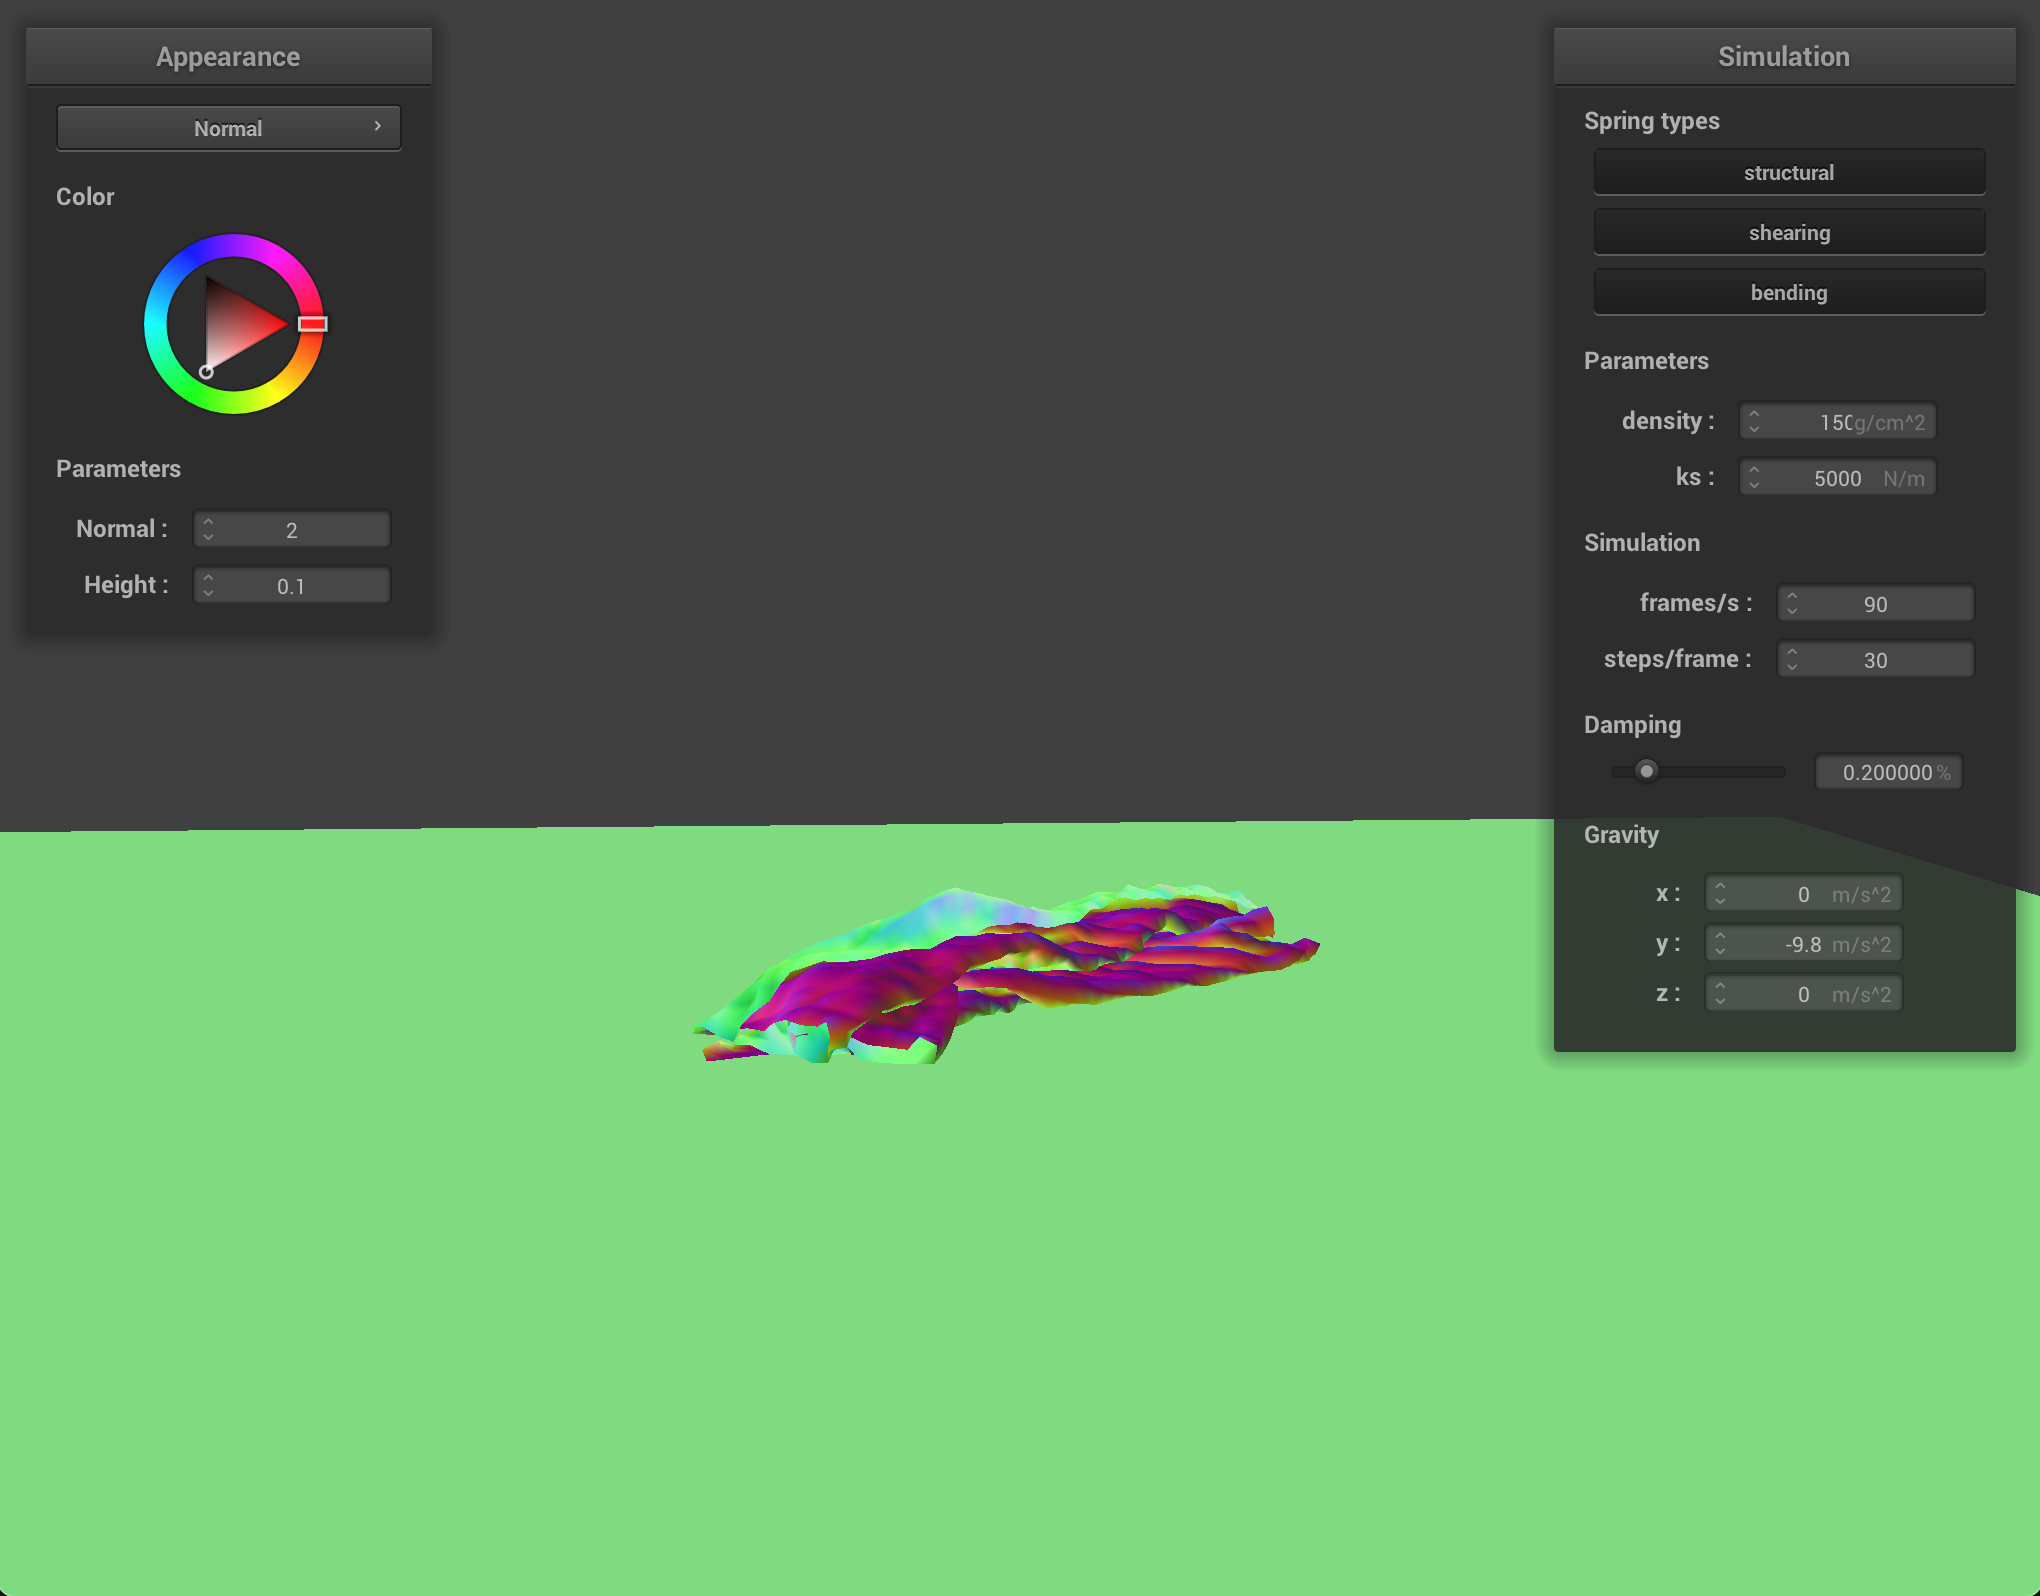 Appearance
Normal
Color
Parameters
Normal : 2
Height : 0.1
Simulation
Spring types
structural
shearing
bending
Parameters
density : 150 g/cm^2
ks : 5000 N/m
Simulation
frames/s : 90
steps/frame : 30
Damping
0.200000 %
Gravity
x : 0 m/s^2
y : -9.8 m/s^2
z : 0 m/s^2